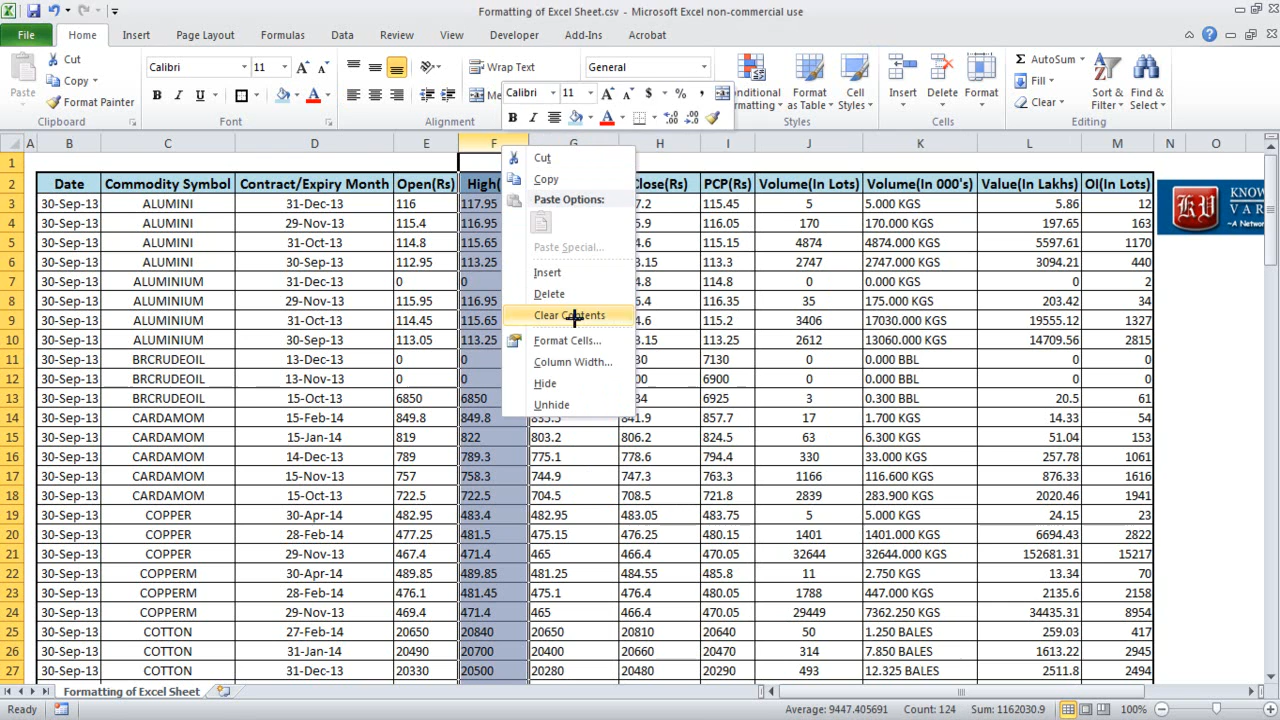 Formatting of Excel Sheet.csv - Microsoft Excel non-commercial use
File Home Insert Page Layout Formulas Data Review View Developer Add-Ins Acrobat
Paste
Cut
Copy
Format Painter
Clipboard
Calibri 11
B I U
Font
Wrap Text
Alignment
General
Formatting
Format as Table
Cell Styles
Styles
Insert
Delete
Format
Cells
Σ AutoSum
Fill
Clear
Sort & Filter
Find & Select
Editing
Calibri 11 A A $ % ,
B I A
A B C D E F G H I J K L M N O
1
2 Date Commodity Symbol Contract/Expiry Month Open(Rs) PCP(Rs) Volume(In Lots) Volume(In 000's) Value(In Lakhs) OI(In Lots)
3 30-Sep-13 ALUMINI 31-Dec-13 116 117.95 115.45 5 5.000 KGS 5.86 12
4 30-Sep-13 ALUMINI 29-Nov-13 115.4 116.95 116.05 170 170.000 KGS 197.65 163
5 30-Sep-13 ALUMINI 31-Oct-13 114.8 115.65 115.15 4874 4874.000 KGS 5597.61 1170
6 30-Sep-13 ALUMINI 30-Sep-13 112.95 113.25 113.3 2747 2747.000 KGS 3094.21 440
7 30-Sep-13 ALUMINIUM 31-Dec-13 0 0 114.8 0 0.000 KGS 0 2
8 30-Sep-13 ALUMINIUM 29-Nov-13 115.95 116.95 116.35 35 175.000 KGS 203.42 34
9 30-Sep-13 ALUMINIUM 31-Oct-13 114.45 115.65 115.2 3406 17030.000 KGS 19555.12 1327
10 30-Sep-13 ALUMINIUM 30-Sep-13 113.05 113.25 113.25 2612 13060.000 KGS 14709.56 2815
11 30-Sep-13 BRCRUDEOIL 13-Dec-13 0 0 7130 0 0.000 BBL 0 0
12 30-Sep-13 BRCRUDEOIL 13-Nov-13 0 0 6900 0 0.000 BBL 0 0
13 30-Sep-13 BRCRUDEOIL 15-Oct-13 6850 6850 6925 3 0.300 BBL 20.5 61
14 30-Sep-13 CARDAMOM 15-Feb-14 849.8 849.8 857.7 17 1.700 KGS 14.33 54
15 30-Sep-13 CARDAMOM 15-Jan-14 819 822 803.2 806.2 824.5 63 6.300 KGS 51.04 153
16 30-Sep-13 CARDAMOM 14-Dec-13 789 789.3 775.1 778.6 794.4 330 33.000 KGS 257.78 1061
17 30-Sep-13 CARDAMOM 15-Nov-13 757 758.3 744.9 747.3 763.3 1166 116.600 KGS 876.33 1616
18 30-Sep-13 CARDAMOM 15-Oct-13 722.5 722.5 704.5 708.5 721.8 2839 283.900 KGS 2020.46 1941
19 30-Sep-13 COPPER 30-Apr-14 482.95 483.4 482.95 483.05 483.75 5 5.000 KGS 24.15 23
20 30-Sep-13 COPPER 28-Feb-14 477.25 481.5 475.15 476.25 480.15 1401 1401.000 KGS 6694.43 2822
21 30-Sep-13 COPPER 29-Nov-13 467.4 471.4 465 466.4 470.05 32644 32644.000 KGS 152681.31 15217
22 30-Sep-13 COPPERM 30-Apr-14 489.85 489.85 481.25 484.55 485.8 11 2.750 KGS 13.34 70
23 30-Sep-13 COPPERM 28-Feb-14 476.1 481.45 475.1 476.4 480.05 1788 447.000 KGS 2135.6 2158
24 30-Sep-13 COPPERM 29-Nov-13 467.4 471.4 465 466.4 470.05 29449 7362.250 KGS 34435.31 8954
25 30-Sep-13 COTTON 27-Feb-14 20650 20840 20650 20810 20640 50 1.250 BALES 259.03 417
26 30-Sep-13 COTTON 31-Jan-14 20490 20700 20400 20660 20470 314 7.850 BALES 1613.22 2945
27 30-Sep-13 COTTON 31-Dec-13 20330 20500 20280 20480 20290 493 12.325 BALES 2511.8 2494
Cut
Copy
Paste Options:
Paste Special...
Insert
Delete
Clear Contents
Format Cells...
Column Width...
Hide
Unhide
KV
Formatting of Excel Sheet
Ready Average: 9447.405691 Count: 124 Sum: 1162030.9 100%